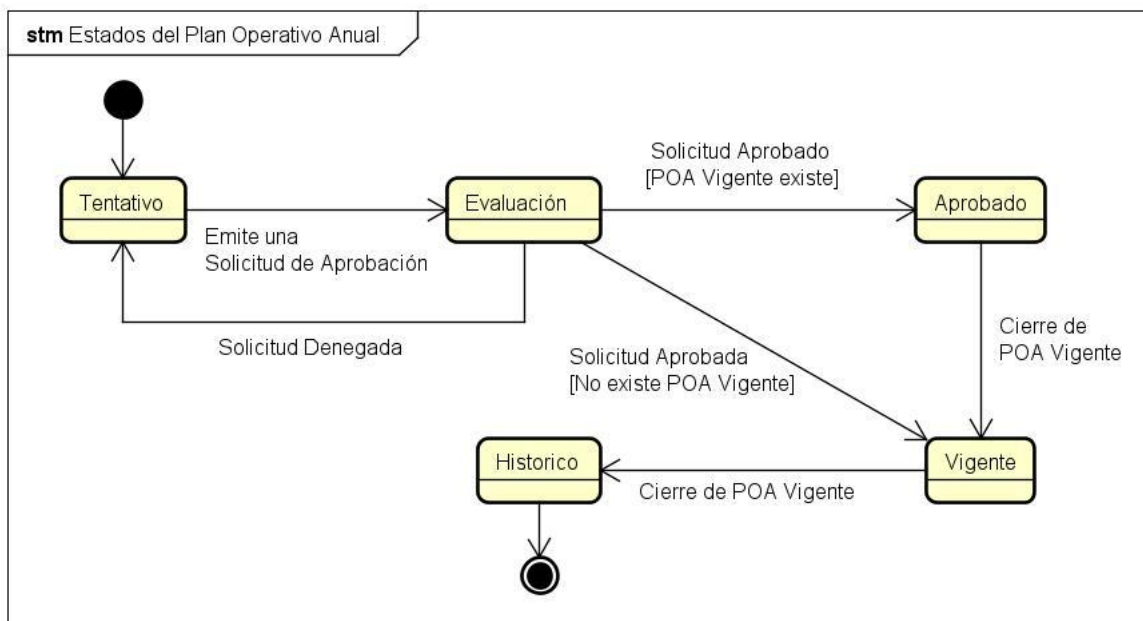 stm Estados del Plan Operativo Anual
Solicitud Aprobado
[POA Vigente existe]
Tentativo
Evaluación
Aprobado
Emite una
Solicitud de Aprobación
Solicitud Denegada
Solicitud Aprobada
[No existe POA Vigente]
Cierre de
POA Vigente
Historico
Vigente
Cierre de POA Vigente